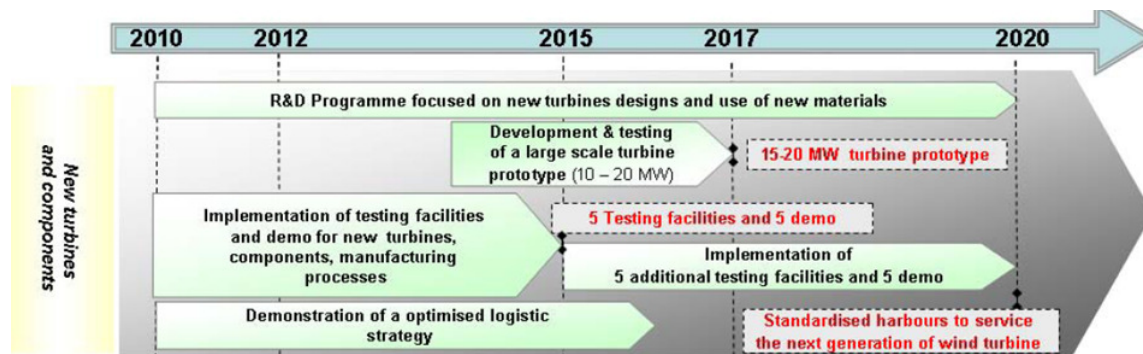 2010 2012 2015 2017 2020
New turbines
and components
R&D Programme focused on new turbines designs and use of new materials
Development & testing
of a large scale turbine
prototype (10 – 20 MW)
15-20 MW turbine prototype
Implementation of testing facilities
and demo for new turbines,
components, manufacturing
processes
5 Testing facilities and 5 demo
Implementation of
5 additional testing facilities and 5 demo
Demonstration of a optimised logistic
strategy
Standardised harbours to service
the next generation of wind turbine